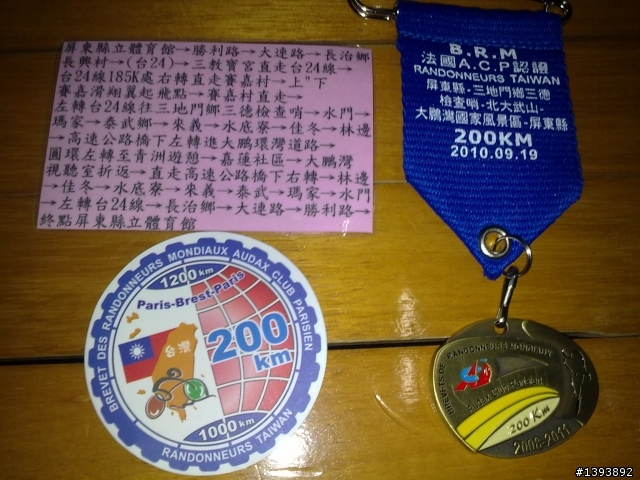 屏東縣立體育館→勝利路→大連路→長治鄉
長興村→(台24)→三教寶宮直走台24線→
台24線185K處右轉直走賽嘉村→上"下
賽嘉滑翔翼起飛點→賽嘉村直走→
左轉台24線往三地門鄉三德檢查哨→水門→
瑪家→泰武鄉→來義→水底寮→佳冬→林邊
→高速公路橋下左轉進大鵬灣環灣道路→
圓環左轉至青洲遊憩→嘉蓮社區→大鵬灣
視聽室折返→直走高速公路橋下右轉→林邊
→佳冬→水底寮→來義→泰武→瑪家→水門
→左轉台24線→長治鄉→大連路→勝利路→
終點屏東縣立體育館
B.R.M
法國A.C.P認證
RANDONNEURS TAIWAN
屏東縣-三地門鄉三德
檢查哨-北大武山-
大鵬灣國家風景區-屏東縣
200KM
2010.09.19
BREVET DES RANDONNEURS MONDIAUX AUDAX CLUB PARISIEN
1200km
Paris-Brest-Paris
台灣
200
km
1000km
RANDONNEURS TAIWAN
BREVETS DE RANDONNEURS MONDIAUX
Audax Club Parisien
200 Km
2008-2011
#1393892